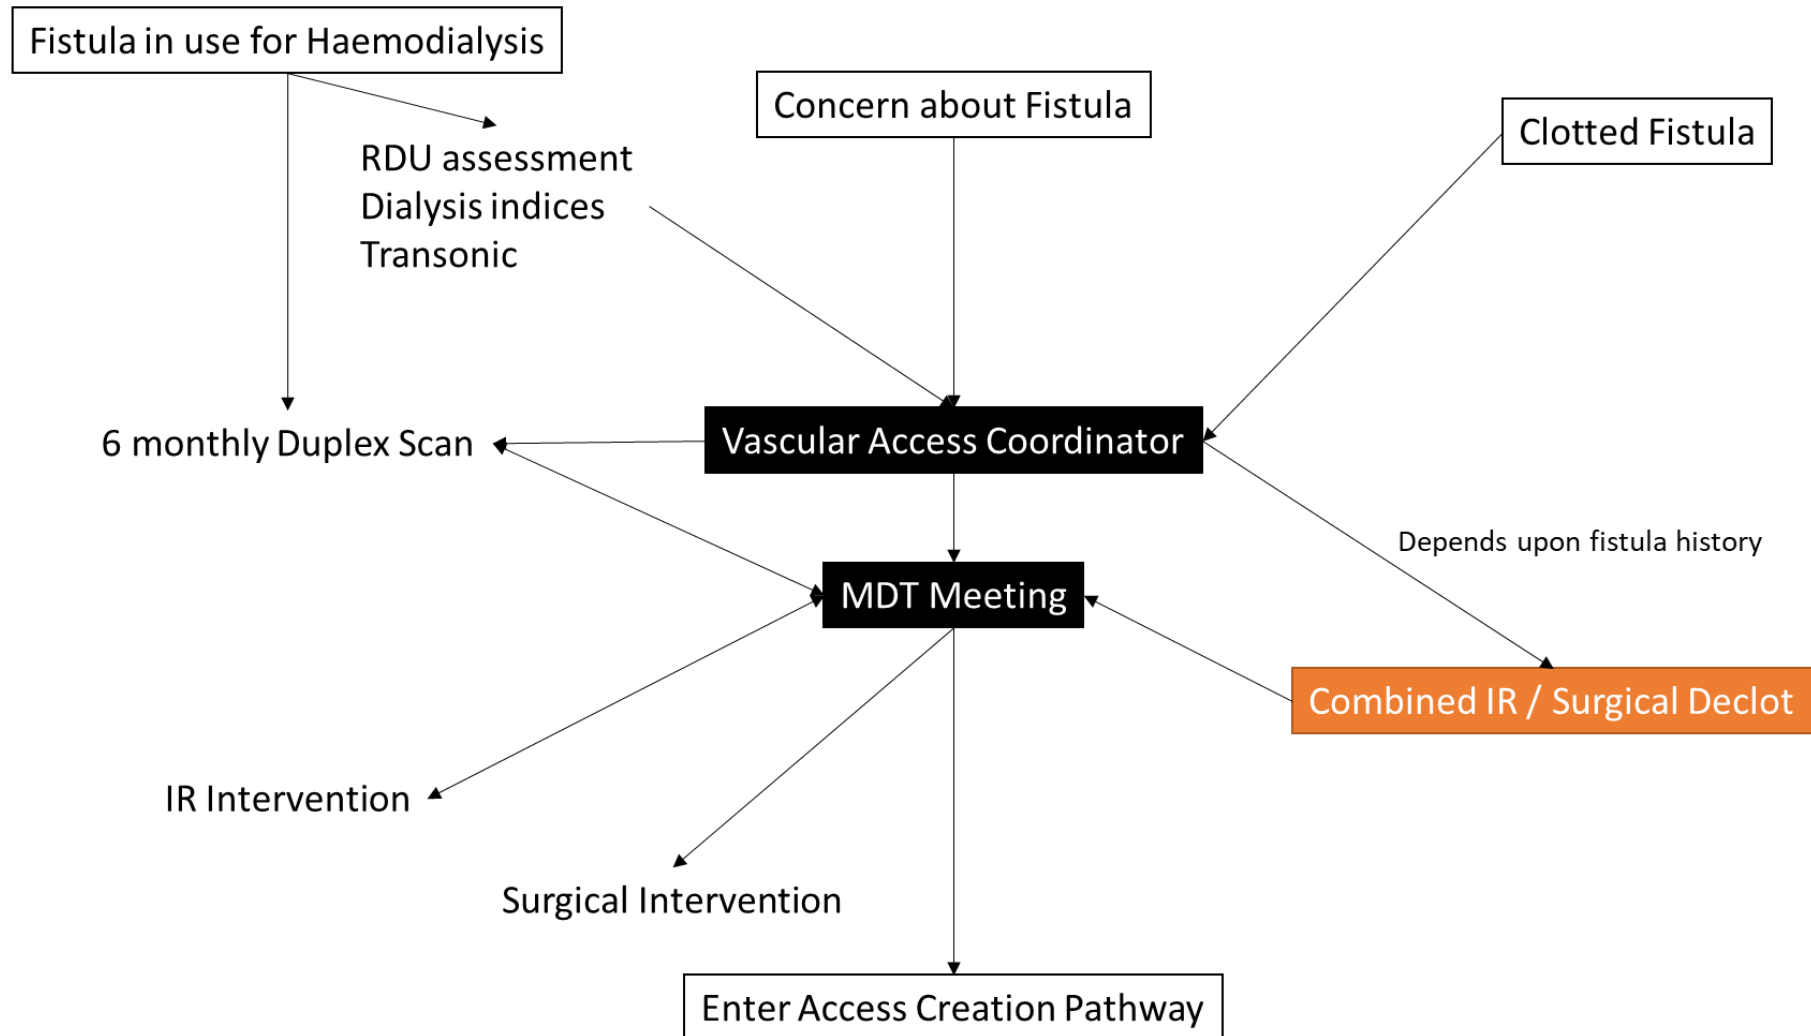 Fistula in use for Haemodialysis
Concern about Fistula
Clotted Fistula
RDU assessment
Dialysis indices
Transonic
6 monthly Duplex Scan
Vascular Access Coordinator
Depends upon fistula history
MDT Meeting
Combined IR / Surgical Declot
IR Intervention
Surgical Intervention
Enter Access Creation Pathway